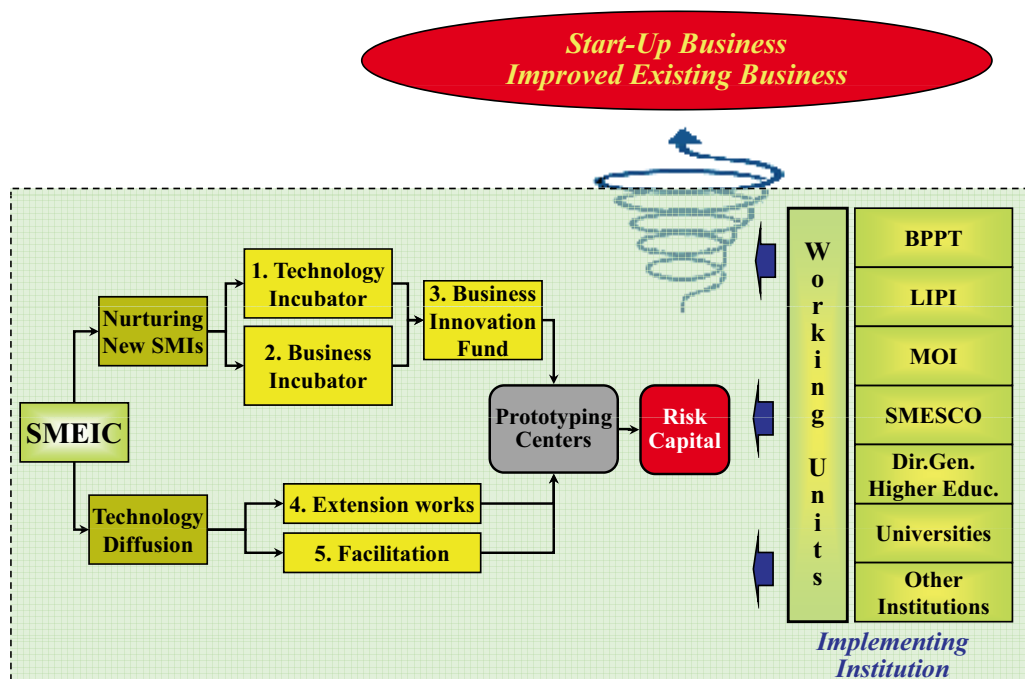 Start-Up Business
Improved Existing Business
1. Technology
Incubator
2. Business
Incubator
3. Business
Innovation
Fund
Nurturing
New SMIs
SMEIC
Prototyping
Centers
Risk
Capital
Technology
Diffusion
4. Extension works
5. Facilitation
Working Units
BPPT
LIPI
MOI
SMESCO
Dir.Gen.
Higher Educ.
Universities
Other
Institutions
Implementing
Institution